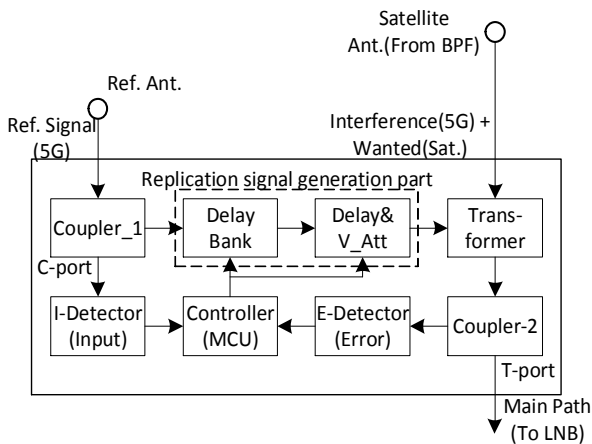 Satellite
Ant.(From BPF)
Ref. Ant.
Ref. Signal
(5G)
Interference(5G) +
Wanted(Sat.)
Replication signal generation part
Coupler_1
Delay
Bank
Delay&
V_Att
Trans-
former
C-port
I-Detector
(Input)
Controller
(MCU)
E-Detector
(Error)
Coupler-2
T-port
Main Path
(To LNB)